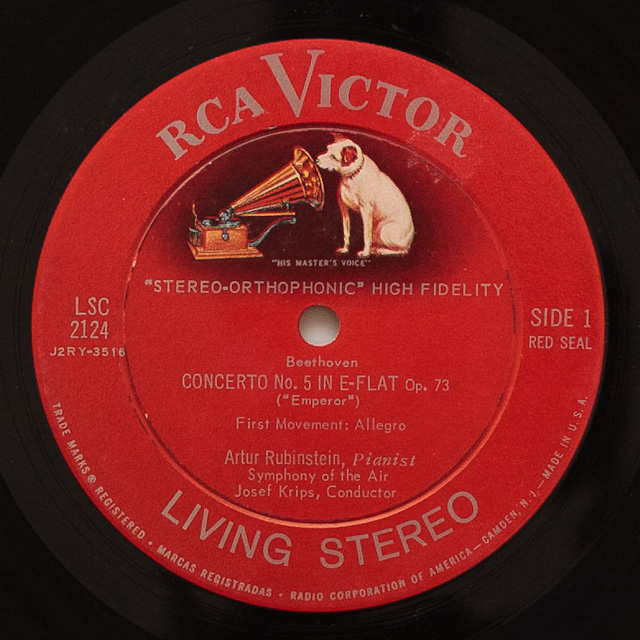 RCA VICTOR
"HIS MASTER'S VOICE"
"STEREO-ORTHOPHONIC" HIGH FIDELITY
LSC
2124
J2RY-3516
SIDE 1
RED SEAL
Beethoven
CONCERTO No. 5 IN E-FLAT Op. 73
("Emperor")
First Movement: Allegro
Artur Rubinstein, Pianist
Symphony of the Air
Josef Krips, Conductor
LIVING STEREO
TRADE MARKS ® REGISTERED • MARCAS REGISTRADAS • RADIO CORPORATION OF AMERICA—CAMDEN, N. J.—MADE IN U.S.A.